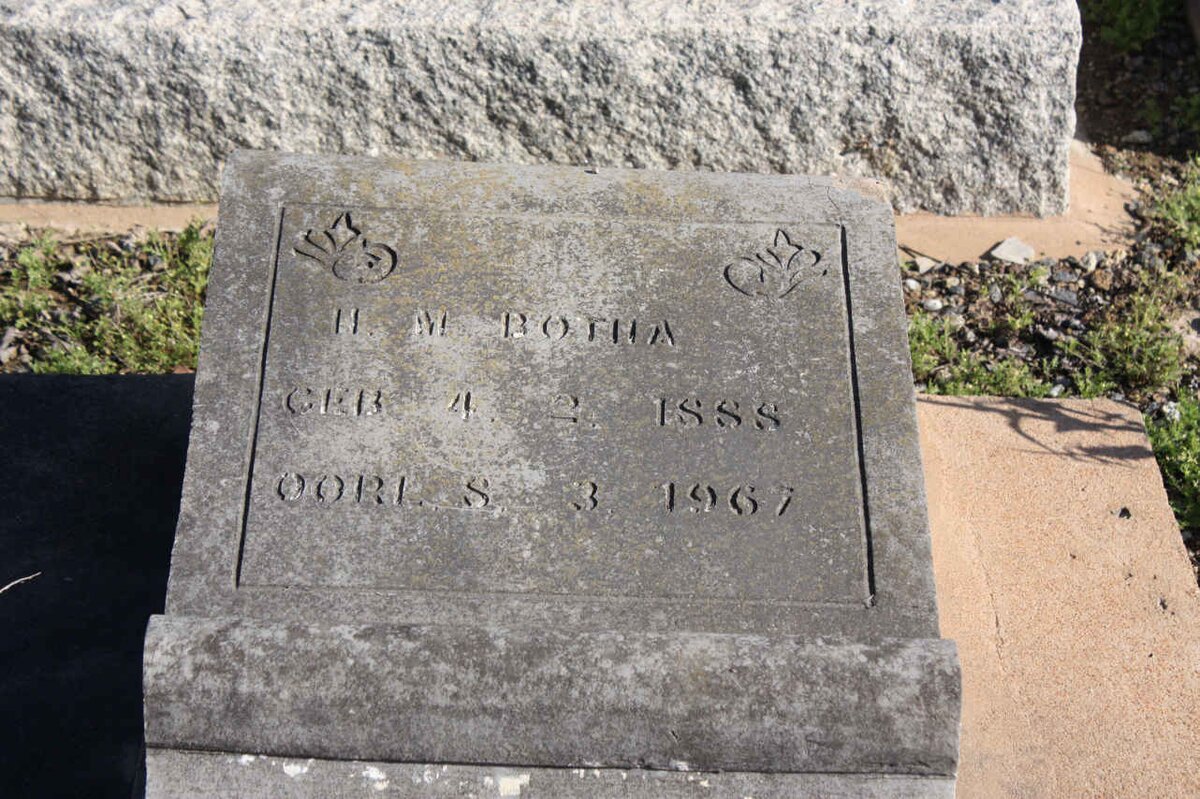 H. M BOTHA
GEB 4. 2. 1888
OORL. 8. 3. 1967